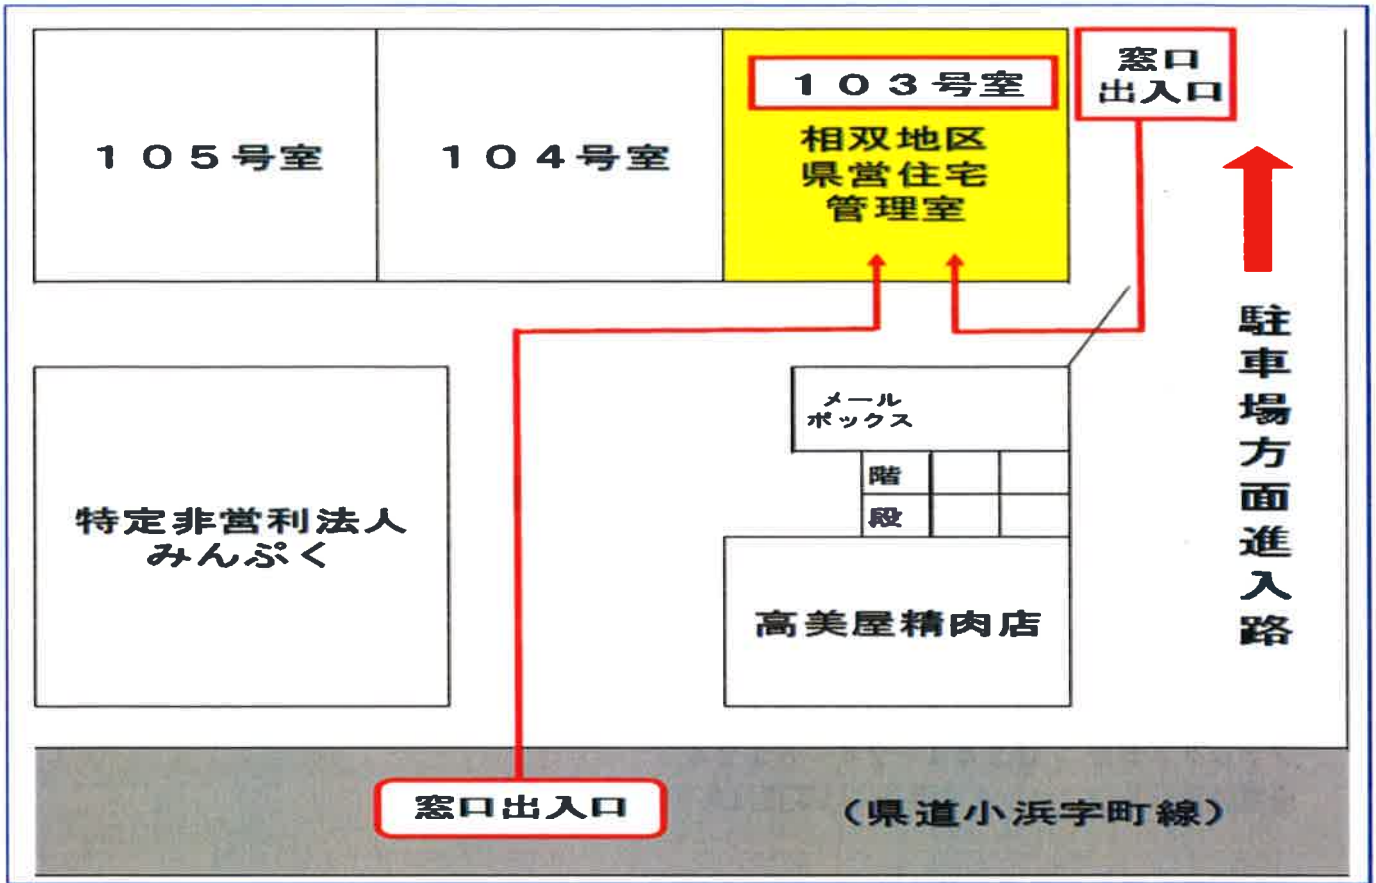 105号室
104号室
103号室
相双地区
県営住宅
管理室
窓口
出入口
駐車場方面進入路
メール
ボックス
階
段
特定非営利法人
みんぷく
高美屋精肉店
窓口出入口
（県道小浜字町線）